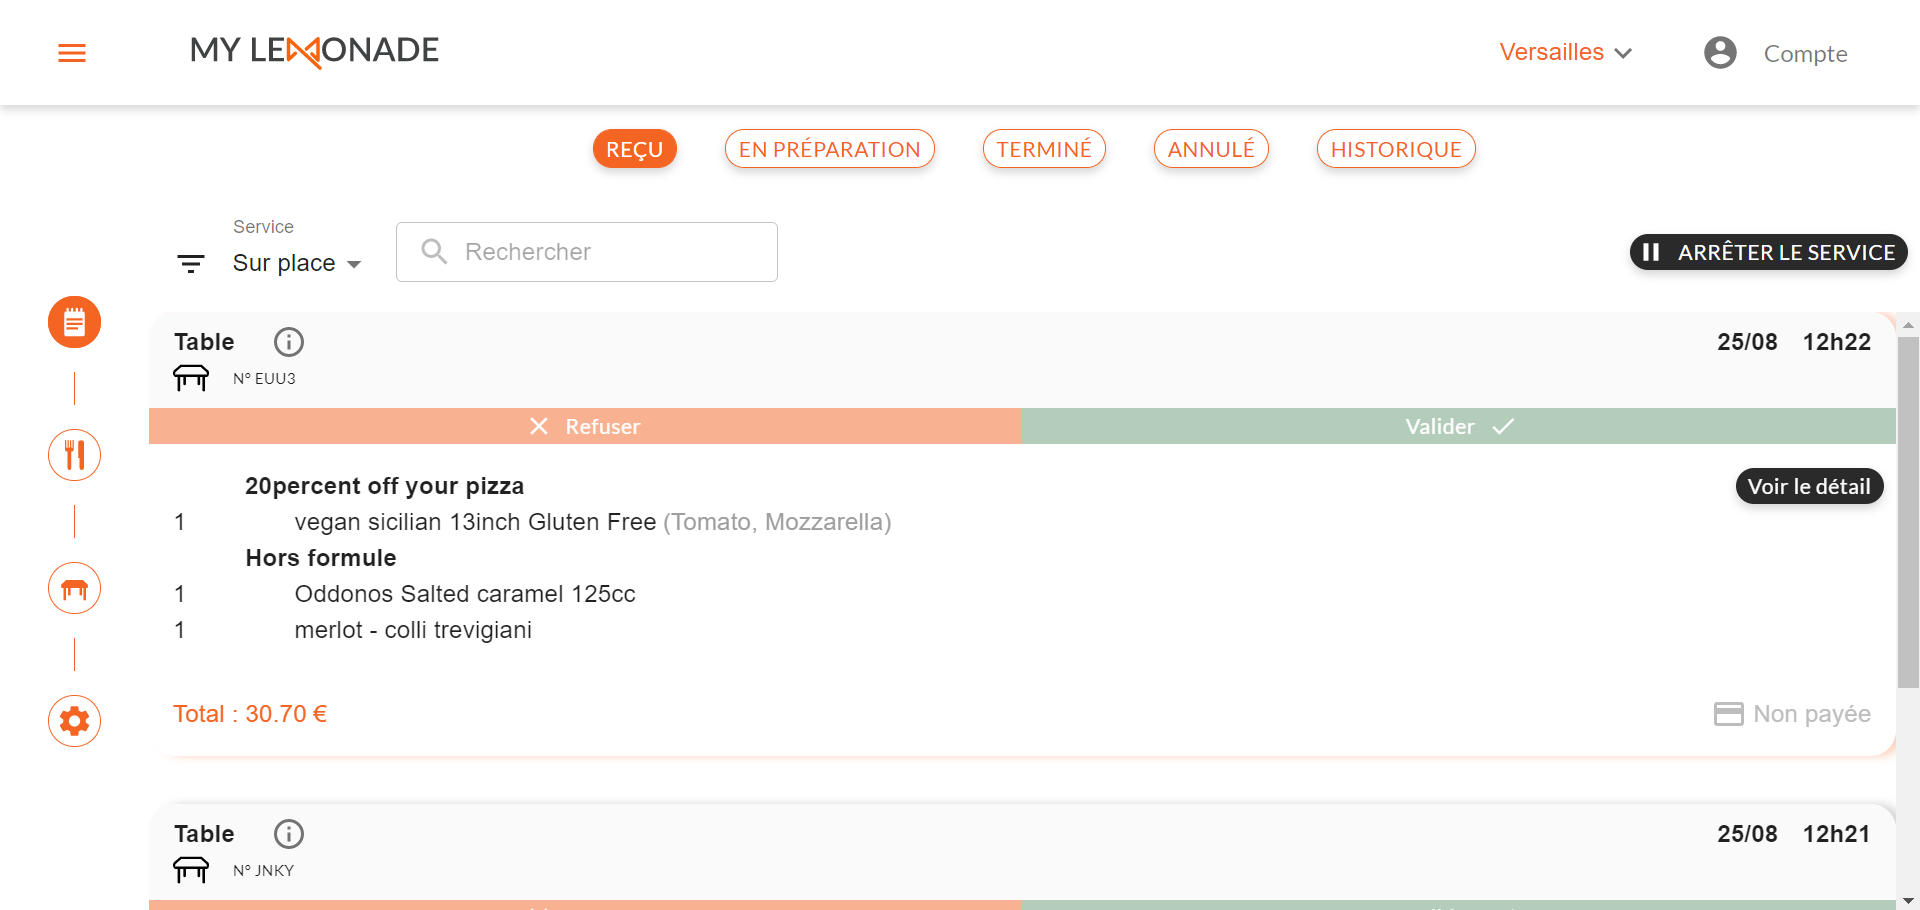 MY LEMONADE
Versailles
Compte
REÇU
EN PRÉPARATION
TERMINÉ
ANNULÉ
HISTORIQUE
Service
Sur place
Rechercher
ARRÊTER LE SERVICE
Table
25/08 12h22
N° EUU3
Refuser
Valider
20percent off your pizza
Voir le détail
1 vegan sicilian 13inch Gluten Free (Tomato, Mozzarella)
Hors formule
1 Oddonos Salted caramel 125cc
1 merlot - colli trevigiani
Total : 30.70 €
Non payée
Table
25/08 12h21
N° JNKY